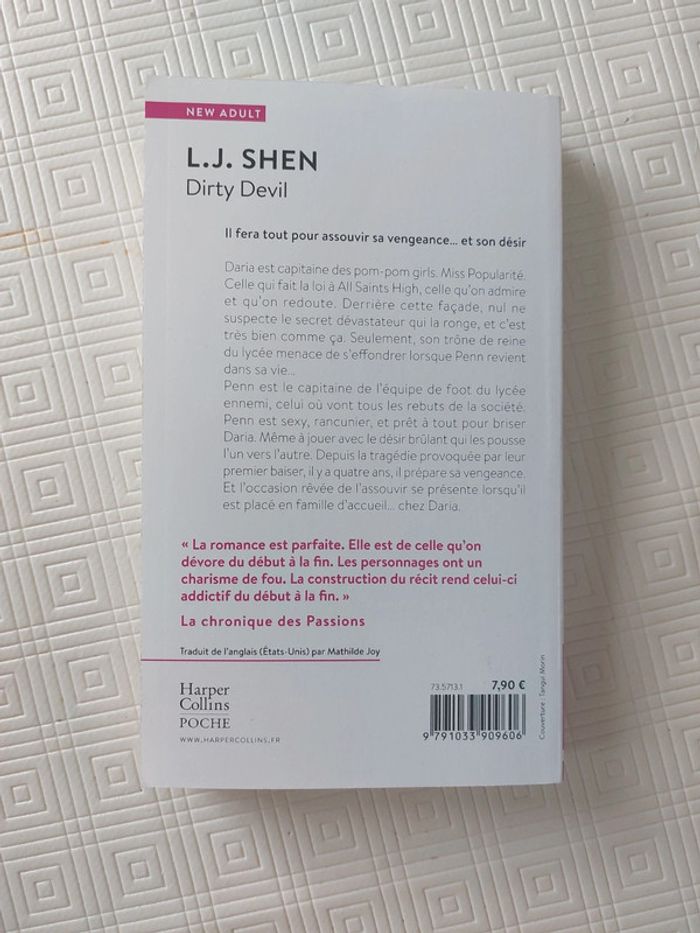 NEW ADULT
L.J. SHEN
Dirty Devil
Il fera tout pour assouvir sa vengeance... et son désir
Daria est capitaine des pom-pom girls. Miss Popularité.
Celle qui fait la loi à All Saints High, celle qu'on admire
et qu'on redoute. Derrière cette façade, nul ne
suspecte le secret dévastateur qui la ronge, et c'est
très bien comme ça. Seulement, son trône de reine
du lycée menace de s'effondrer lorsque Penn revient
dans sa vie...
Penn est le capitaine de l'équipe de foot du lycée
ennemi, celui où vont tous les rebuts de la société.
Penn est sexy, rancunier, et prêt à tout pour briser
Daria. Même à jouer avec le désir brûlant qui les pousse
l'un vers l'autre. Depuis la tragédie provoquée par leur
premier baiser, il y a quatre ans, il prépare sa vengeance.
Et l'occasion rêvée de l'assouvir se présente lorsqu'il
est placé en famille d'accueil... chez Daria.
« La romance est parfaite. Elle est de celle qu'on
dévore du début à la fin. Les personnages ont un
charisme de fou. La construction du récit rend celui-ci
addictif du début à la fin. »
La chronique des Passions
Traduit de l'anglais (États-Unis) par Mathilde Joy
Harper
Collins
POCHE
WWW.HARPERCOLLINS.FR
73.5713.1
7,90 €
9 791033 909606
Couverture : Tangui Morin